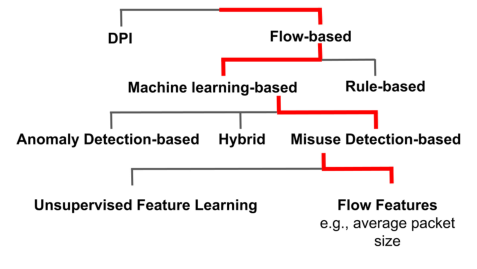 DPI
Flow-based
Machine learning-based
Rule-based
Anomaly Detection-based
Hybrid
Misuse Detection-based
Unsupervised Feature Learning
Flow Features
e.g., average packet
size